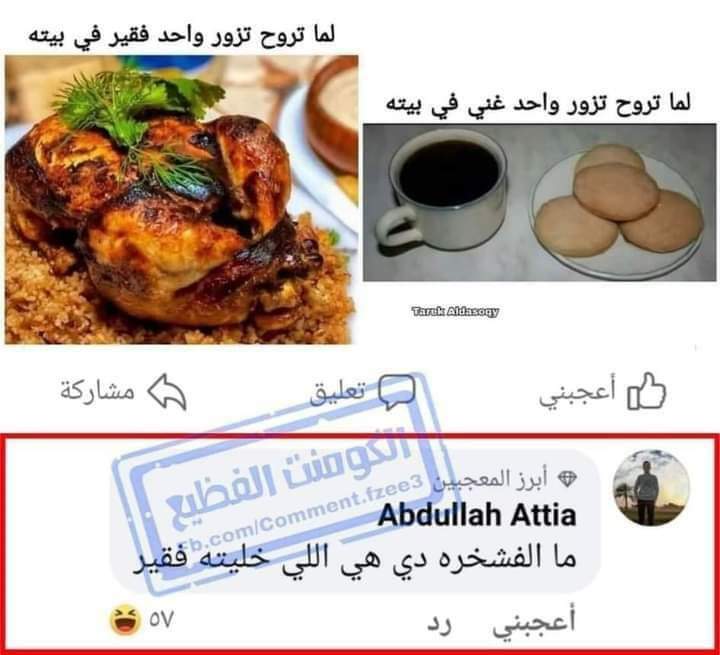 لما تروح تزور واحد فقير في بيته
لما تروح تزور واحد غني في بيته
Tarek Aldasoqy
أعجبني
تعليق
مشاركة
الكومنت الفظيع
Fb.com/Comment.fzee3
أبرز المعجبين
Abdullah Attia
ما الفشخره دي هي اللي خليته فقير
أعجبني
رد
٥٧